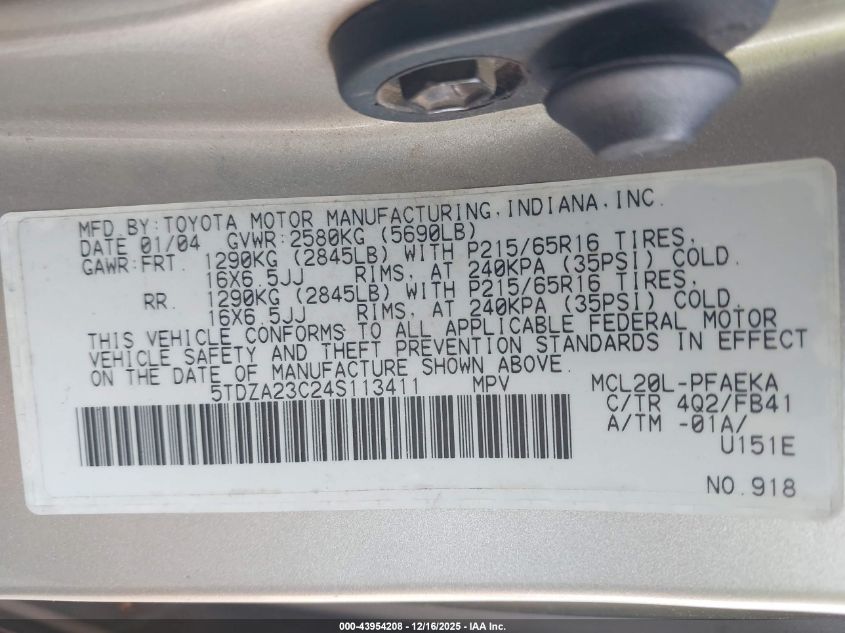 MFD.BY:TOYOTA MOTOR MANUFACTURING,INDIANA,INC.
DATE 01/04 GVWR:2580KG (5690LB)
GAWR:FRT. 1290KG (2845LB) WITH P215/65R16 TIRES,
16X6.5JJ RIMS, AT 240KPA (35PSI) COLD.
RR. 1290KG (2845LB) WITH P215/65R16 TIRES,
16X6.5JJ RIMS, AT 240KPA (35PSI) COLD.
THIS VEHICLE CONFORMS TO ALL APPLICABLE FEDERAL MOTOR
VEHICLE SAFETY AND THEFT PREVENTION STANDARDS IN EFFECT
ON THE DATE OF MANUFACTURE SHOWN ABOVE.
5TDZA23C24S113411 MPV MCL20L-PFAEKA
C/TR 4Q2/FB41
A/TM -01A/
U151E
NO.918
000-43954208 - 12/16/2025 - IAA Inc.